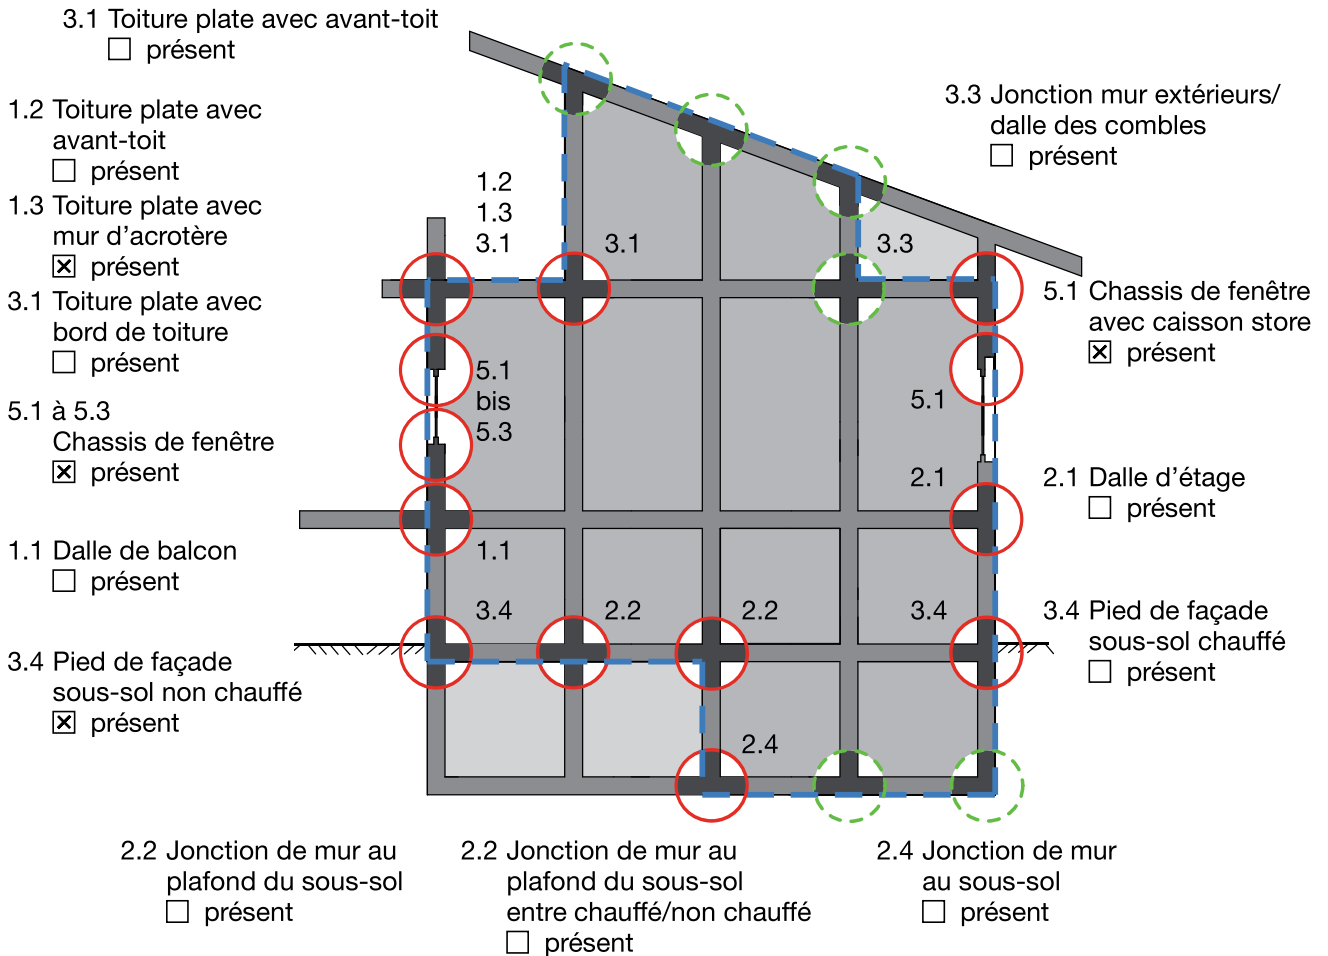 3.1 Toiture plate avec avant-toit
☐ présent
1.2 Toiture plate avec
avant-toit
☐ présent
1.3 Toiture plate avec
mur d’acrotère
☒ présent
3.1 Toiture plate avec
bord de toiture
☐ présent
5.1 à 5.3
Chassis de fenêtre
☒ présent
1.1 Dalle de balcon
☐ présent
3.4 Pied de façade
sous-sol non chauffé
☒ présent
1.2
1.3
3.1
3.1
3.3
5.1
bis
5.3
5.1
2.1
1.1
3.4
2.2
2.2
3.4
2.4
3.3 Jonction mur extérieurs/
dalle des combles
☐ présent
5.1 Chassis de fenêtre
avec caisson store
☒ présent
2.1 Dalle d’étage
☐ présent
3.4 Pied de façade
sous-sol chauffé
☐ présent
2.2 Jonction de mur au
plafond du sous-sol
☐ présent
2.2 Jonction de mur au
plafond du sous-sol
entre chauffé/non chauffé
☐ présent
2.4 Jonction de mur
au sous-sol
☐ présent